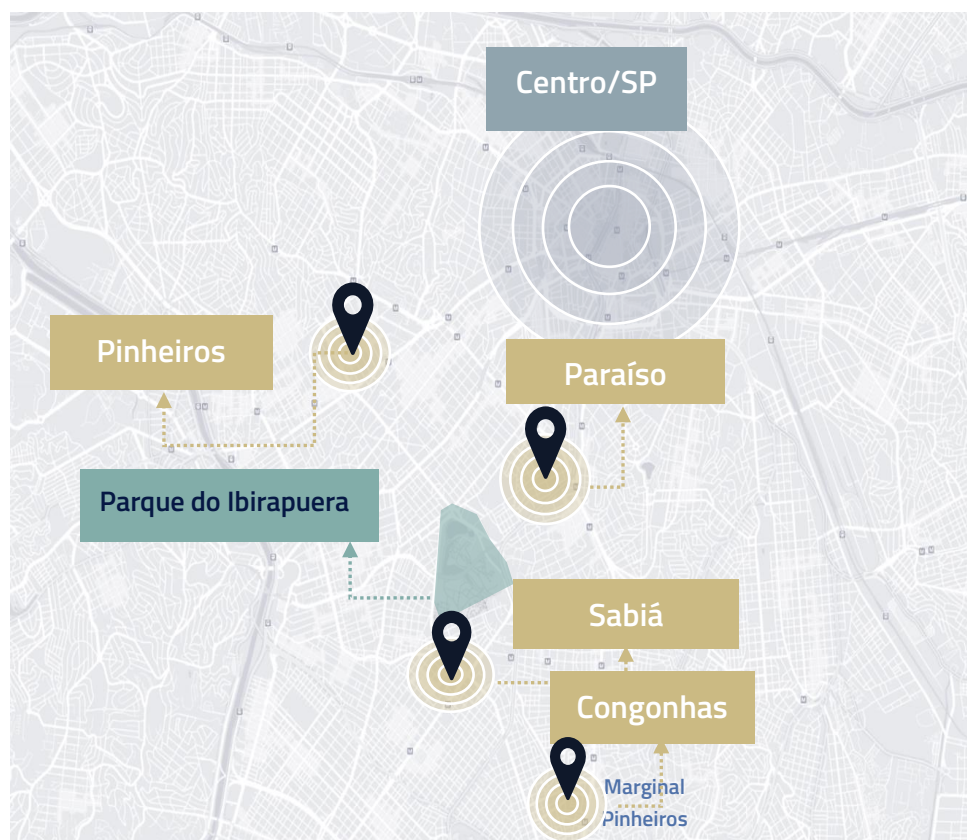 Centro/SP
Pinheiros
Paraíso
Parque do Ibirapuera
Sabiá
Congonhas
Marginal
Pinheiros